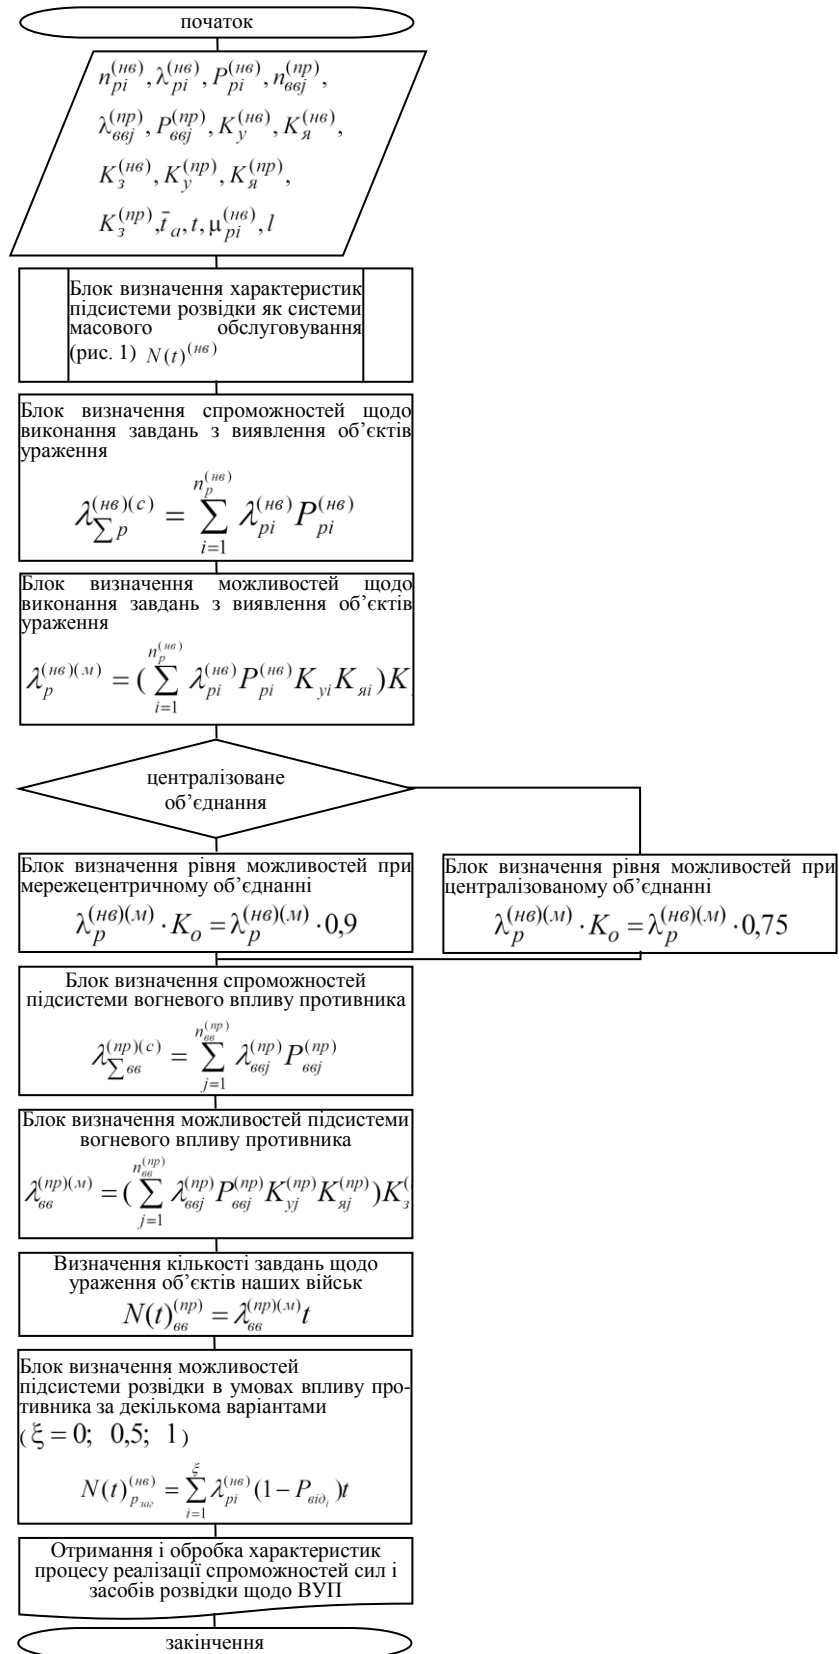 початок
n_{pi}^{(нв)}, λ_{pi}^{(нв)}, P_{pi}^{(нв)}, n_{ввj}^{(пр)},
λ_{ввj}^{(пр)}, P_{ввj}^{(пр)}, K_y^{(нв)}, K_я^{(нв)},
K_з^{(нв)}, K_y^{(пр)}, K_я^{(пр)},
K_з^{(пр)}, \bar{t}_a, t, μ_{pi}^{(нв)}, l
Блок визначення характеристик
підсистеми розвідки як системи
масового обслуговування
(рис. 1) N(t)^{(нв)}
Блок визначення спроможностей щодо
виконання завдань з виявлення об’єктів
ураження
λ_{∑p}^{(нв)(с)} = ∑_{i=1}^{n_p^{(нв)}} λ_{pi}^{(нв)} P_{pi}^{(нв)}
Блок визначення можливостей щодо
виконання завдань з виявлення об’єктів
ураження
λ_p^{(нв)(м)} = (∑_{i=1}^{n_p^{(нв)}} λ_{pi}^{(нв)} P_{pi}^{(нв)} K_{yi} K_{яi})K
централізоване
об’єднання
Блок визначення рівня можливостей при
мережецентричному об’єднанні
λ_p^{(нв)(м)} · K_o = λ_p^{(нв)(м)} · 0,9
Блок визначення рівня можливостей при
централізованому об’єднанні
λ_p^{(нв)(м)} · K_o = λ_p^{(нв)(м)} · 0,75
Блок визначення спроможностей
підсистеми вогневого впливу противника
λ_{∑вв}^{(пр)(с)} = ∑_{j=1}^{n_{вв}^{(пр)}} λ_{ввj}^{(пр)} P_{ввj}^{(пр)}
Блок визначення можливостей підсистеми
вогневого впливу противника
λ_{вв}^{(пр)(м)} = (∑_{j=1}^{n_{вв}^{(пр)}} λ_{ввj}^{(пр)} P_{ввj}^{(пр)} K_{yj}^{(пр)} K_{яj}^{(пр)})K_з^{(
Визначення кількості завдань щодо
ураження об’єктів наших військ
N(t)_{вв}^{(пр)} = λ_{вв}^{(пр)(м)} t
Блок визначення можливостей
підсистеми розвідки в умовах впливу про-
тивника за декількома варіантами
(ξ = 0; 0,5; 1)
N(t)_{p_{заг}}^{(нв)} = ∑_{i=1}^{ξ} λ_{pi}^{(нв)} (1 − P_{від_i})t
Отримання і обробка характеристик
процесу реалізації спроможностей сил і
засобів розвідки щодо ВУП
закінчення